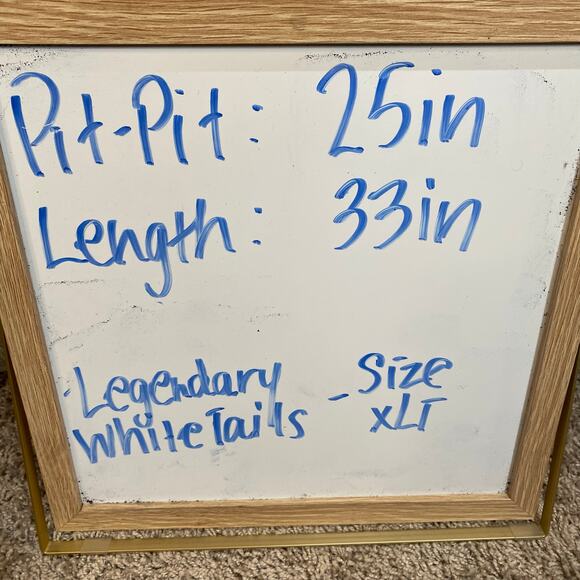 Pit-Pit: 25in
Length: 33in
-Legendary - Size
WhiteTails XLT